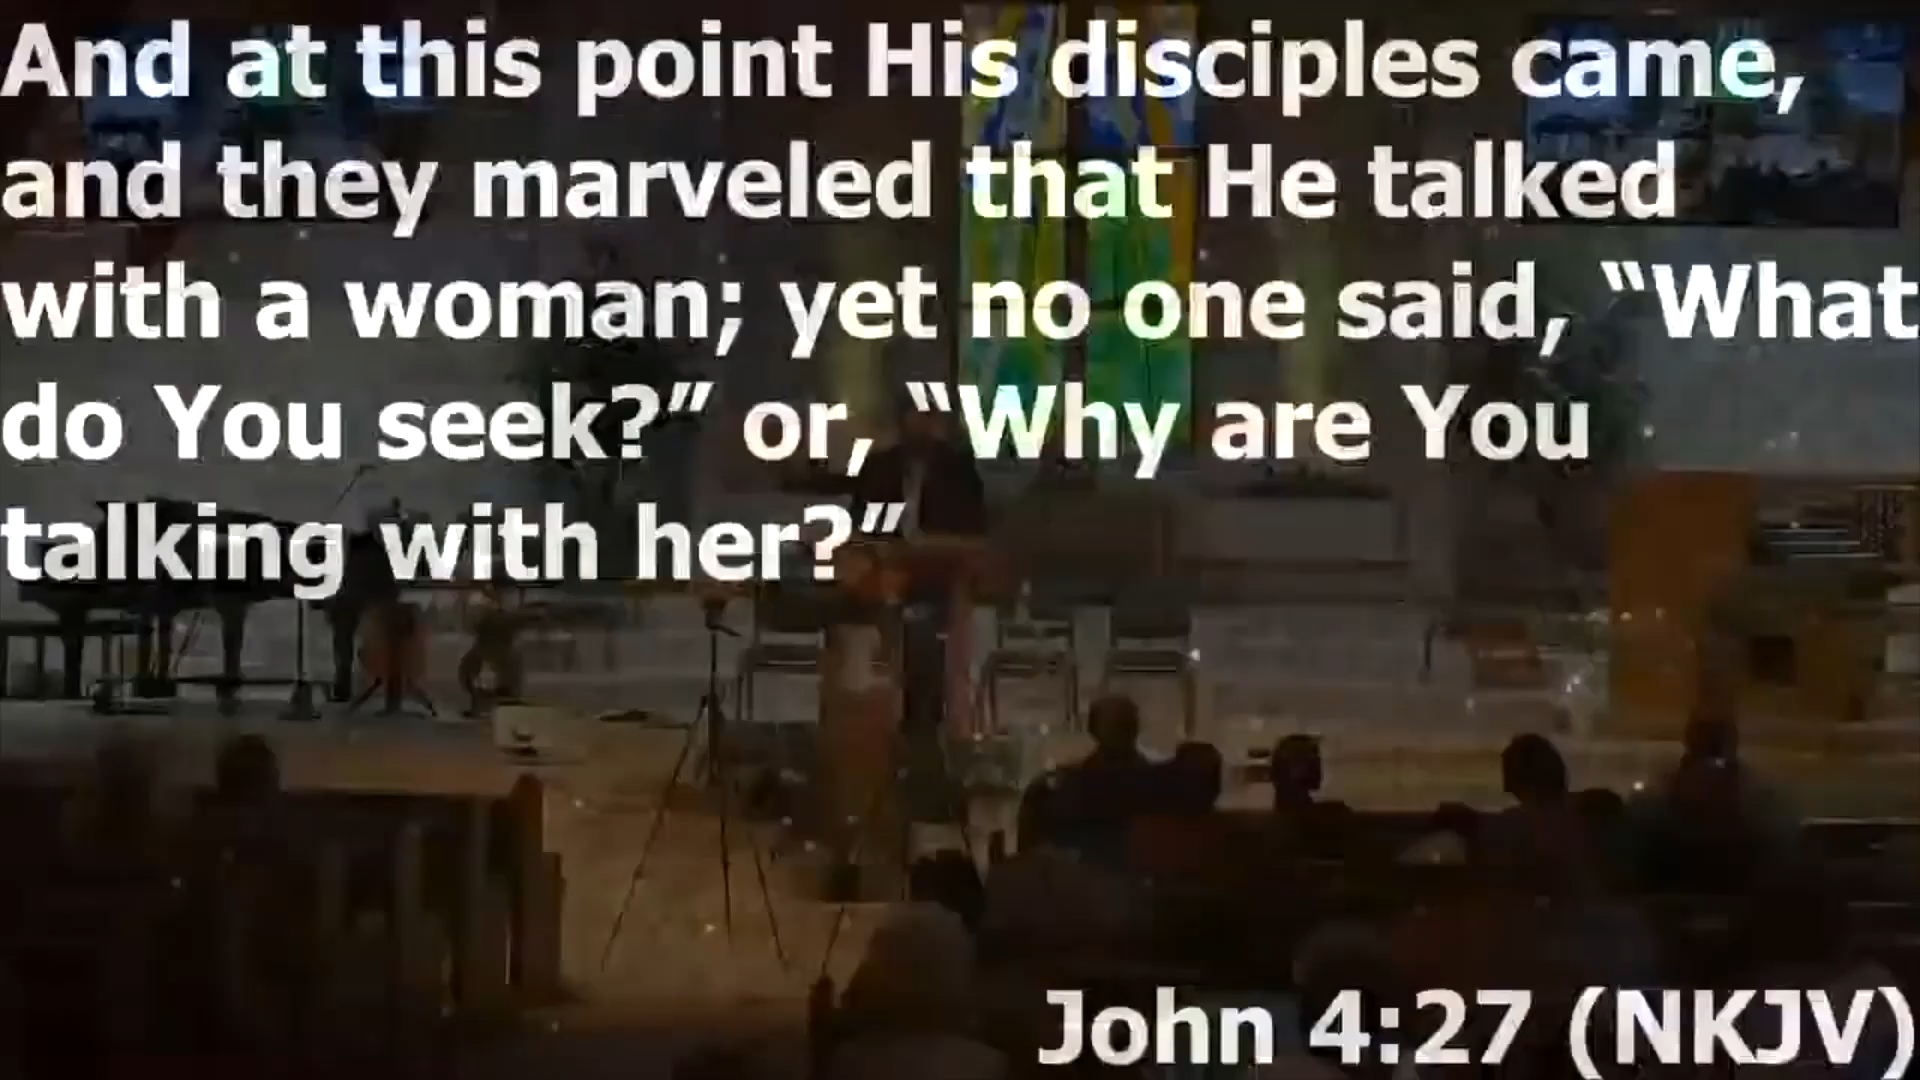 And at this point His disciples came,
and they marveled that He talked
with a woman; yet no one said, “What
do You seek?” or, “Why are You
talking with her?”
John 4:27 (NKJV)